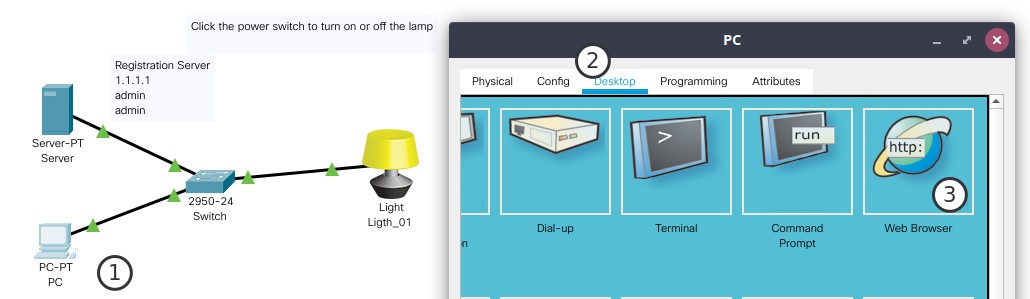 Click the power switch to turn on or off the lamp
Registration Server
1.1.1.1
admin
admin
Server-PT
Server
2950-24
Switch
Light
Ligth_01
PC-PT
PC
1
PC
2
Physical
Config
Desktop
Programming
Attributes
>
run
http:
3
n
Dial-up
Terminal
Command
Prompt
Web Browser